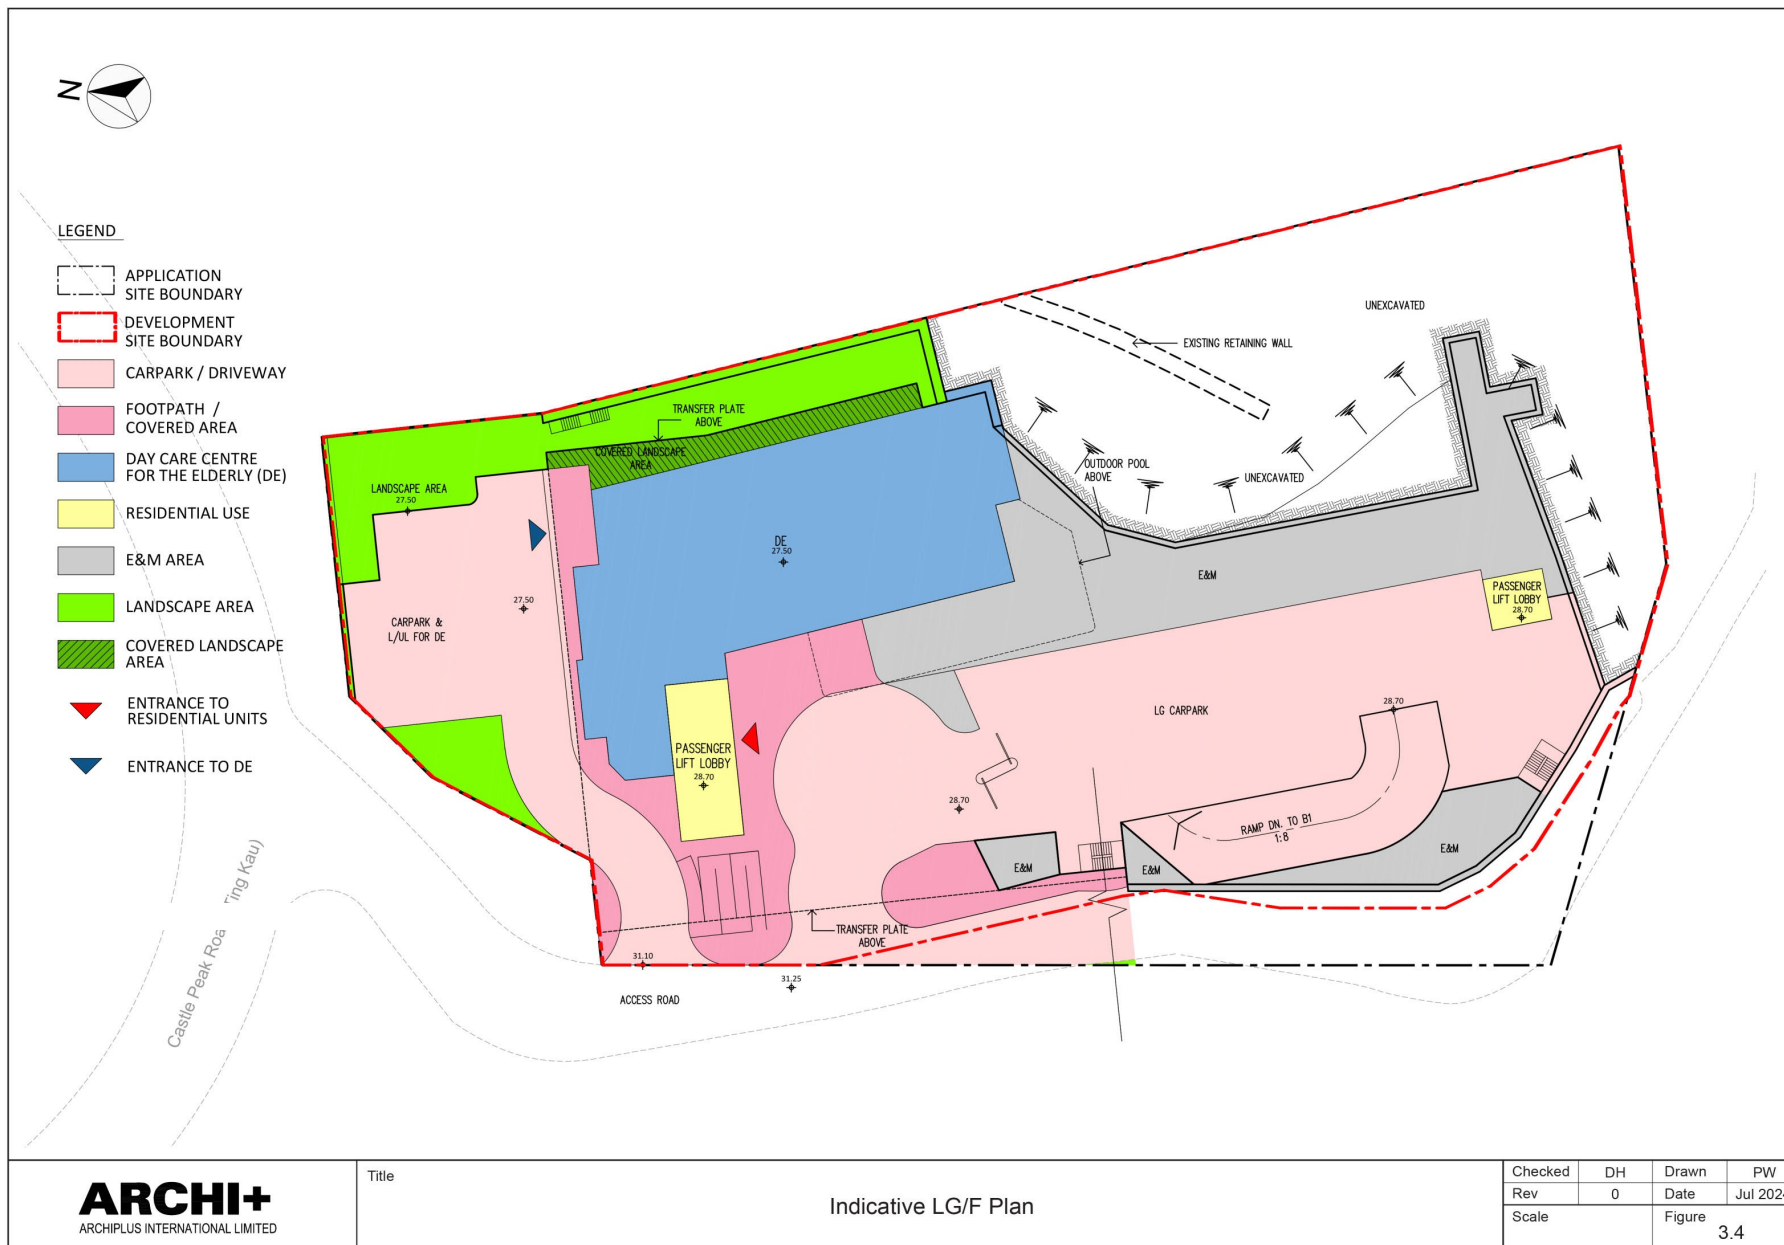 N
LEGEND
APPLICATION
SITE BOUNDARY
DEVELOPMENT
SITE BOUNDARY
CARPARK / DRIVEWAY
FOOTPATH /
COVERED AREA
DAY CARE CENTRE
FOR THE ELDERLY (DE)
RESIDENTIAL USE
E&M AREA
LANDSCAPE AREA
COVERED LANDSCAPE
AREA
ENTRANCE TO
RESIDENTIAL UNITS
ENTRANCE TO DE
UNEXCAVATED
EXISTING RETAINING WALL
TRANSFER PLATE
ABOVE
COVERED LANDSCAPE
AREA
OUTDOOR POOL
ABOVE
UNEXCAVATED
LANDSCAPE AREA
27.50
DE
27.50
E&M
PASSENGER
LIFT LOBBY
28.70
27.50
CARPARK &
L/UL FOR DE
LG CARPARK
28.70
PASSENGER
LIFT LOBBY
28.70
28.70
RAMP DN. TO B1
1:8
E&M
E&M
E&M
TRANSFER PLATE
ABOVE
31.10
31.25
ACCESS ROAD
Castle Peak Roa
Ting Kau)
ARCHI+
ARCHIPLUS INTERNATIONAL LIMITED
Title
Indicative LG/F Plan
Checked DH Drawn PW
Rev 0 Date Jul 2024
Scale Figure
3.4